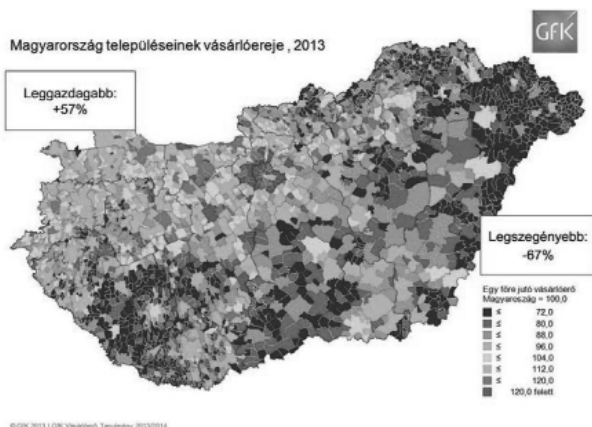 GfK
Magyarország településeinek vásárlóereje , 2013
Leggazdagabb:
+57%
Legszegényebb:
-67%
Egy főre jutó vásárlóerő
Magyarország = 100,0
≤ 72,0
≤ 80,0
≤ 88,0
≤ 96,0
≤ 104,0
≤ 112,0
≤ 120,0
120,0 felett